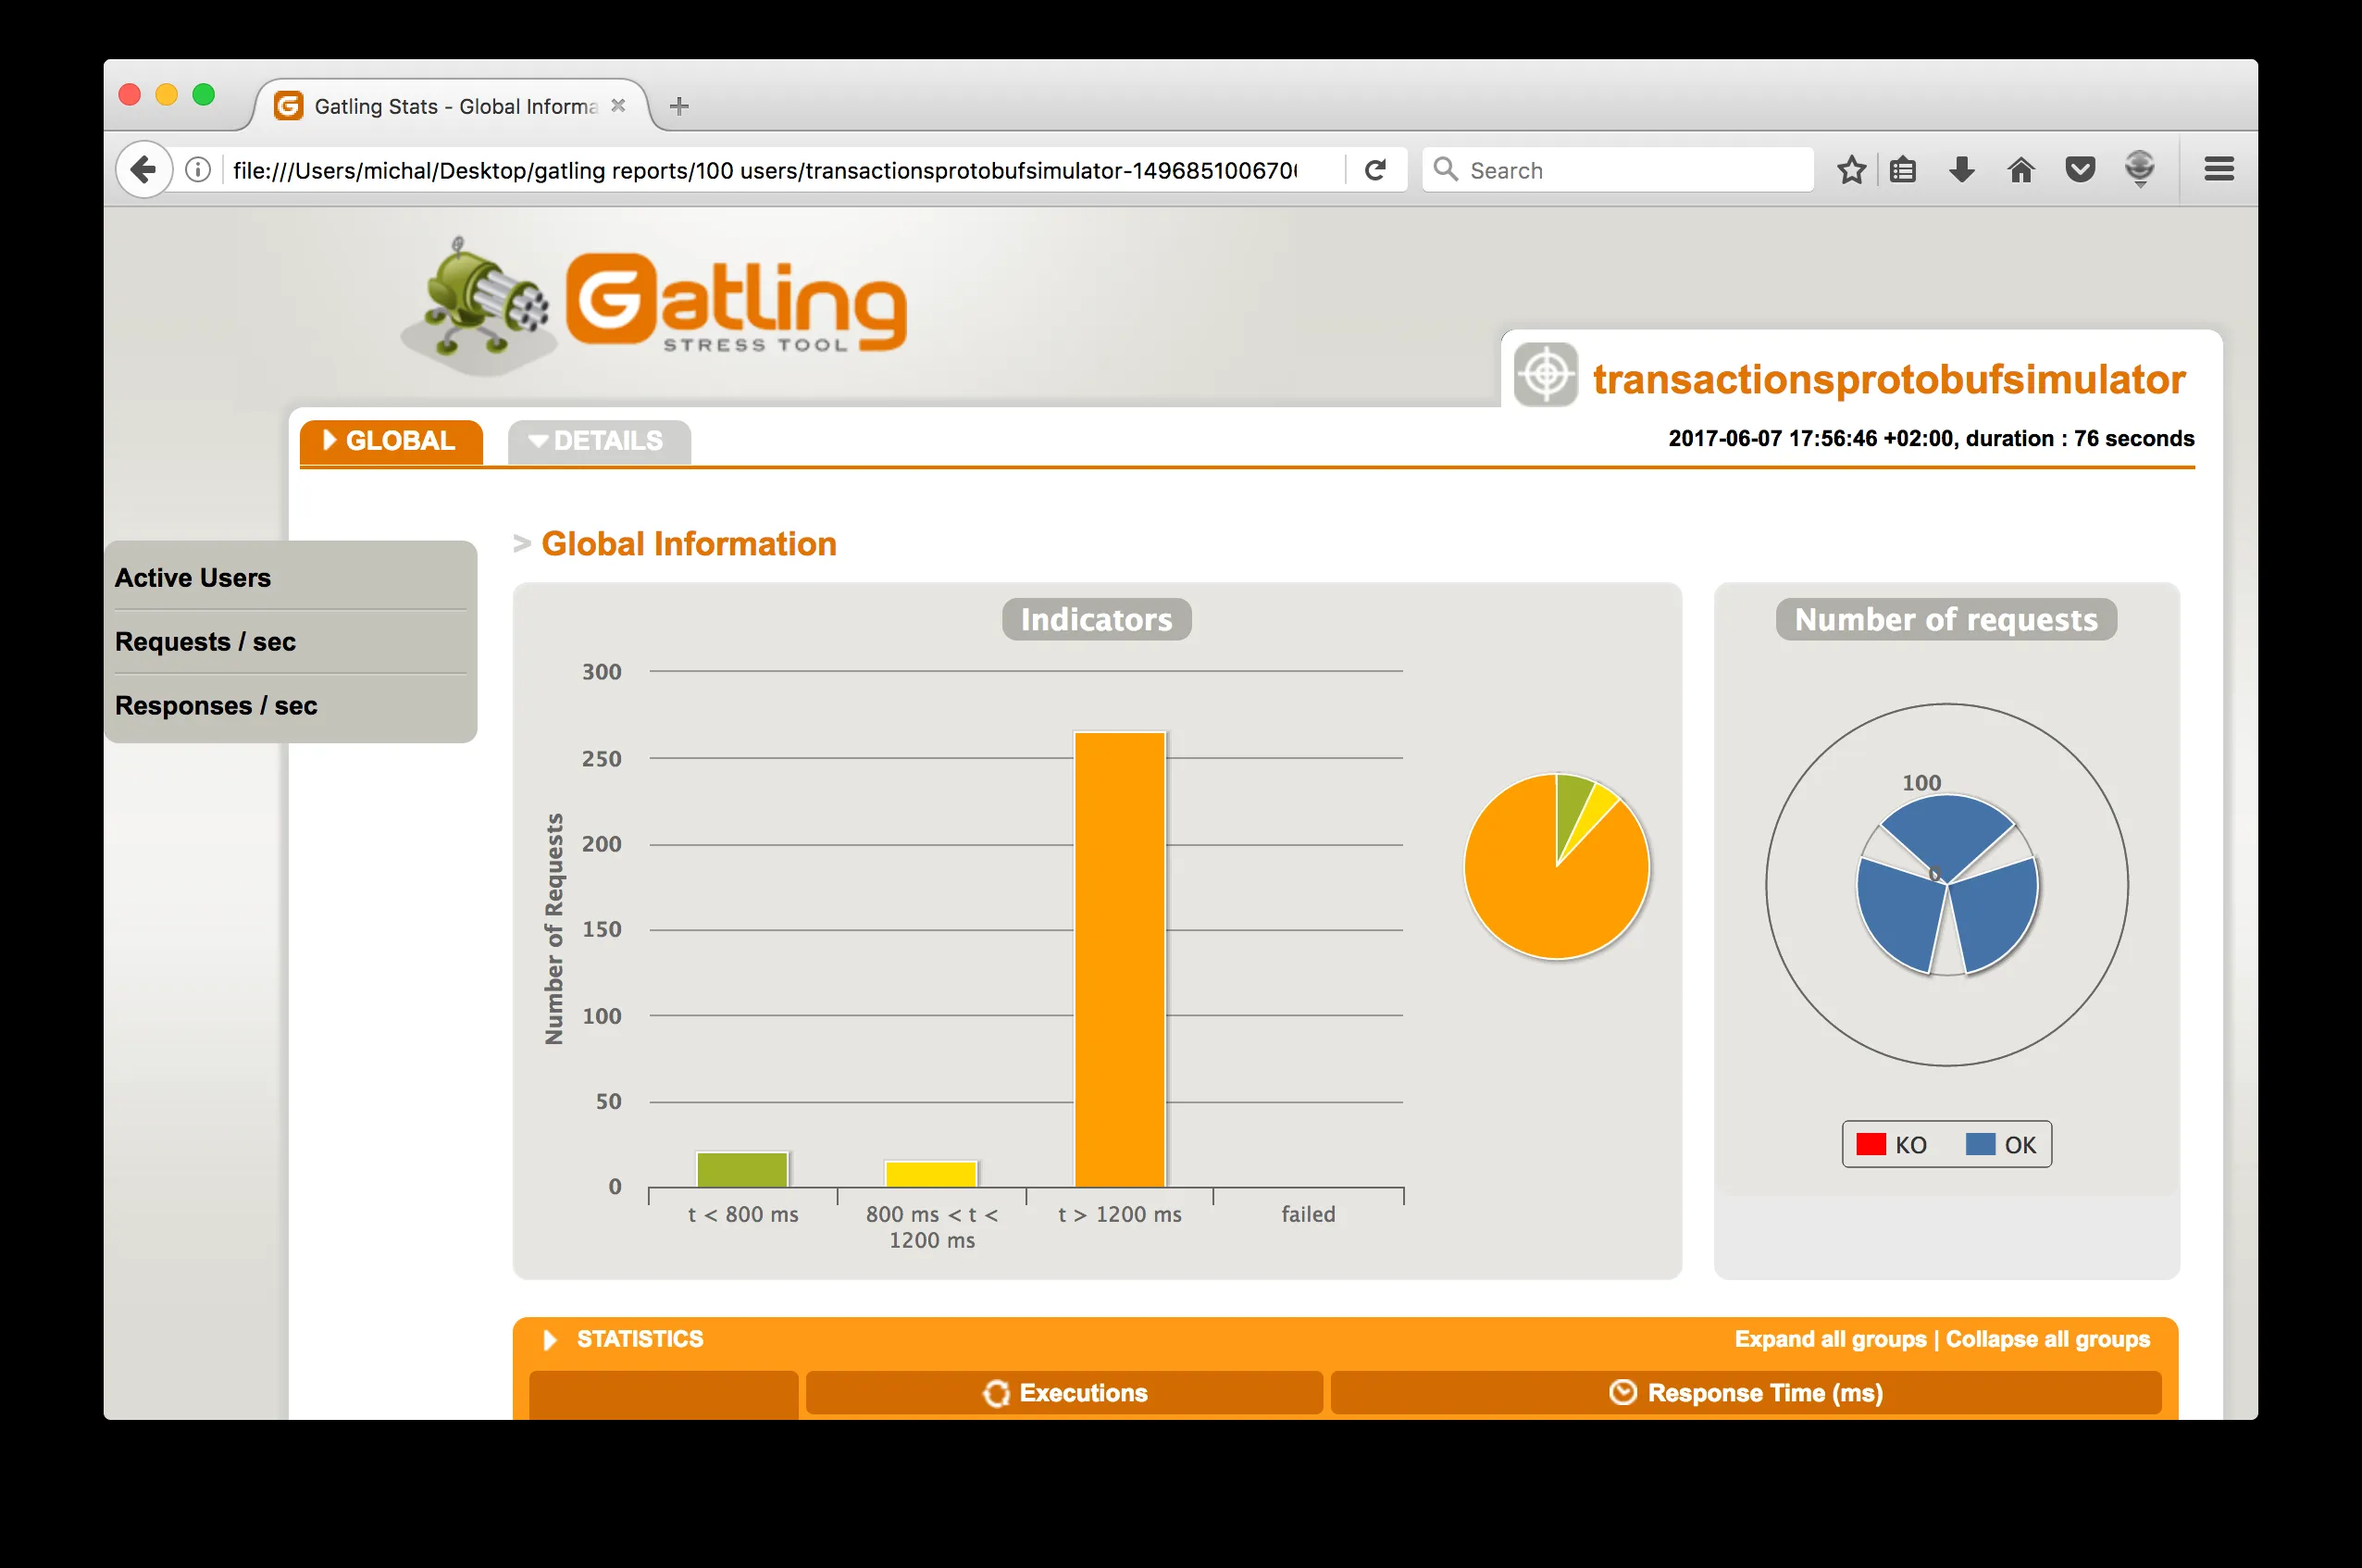 Gatling Stats - Global Informa
file:///Users/michal/Desktop/gatling reports/100 users/transactionsprotobufsimulator-1496851006706
Search
Gatling
STRESS TOOL
transactionsprotobufsimulator
GLOBAL
DETAILS
2017-06-07 17:56:46 +02:00, duration : 76 seconds
Active Users
Requests / sec
Responses / sec
> Global Information
Indicators
Number of Requests
300
250
200
150
100
50
0
t < 800 ms
800 ms < t <
1200 ms
t > 1200 ms
failed
Number of requests
100
0
KO
OK
STATISTICS
Expand all groups | Collapse all groups
Executions
Response Time (ms)